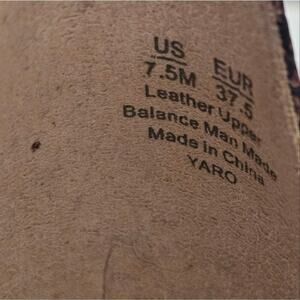 US EUR
7.5M 37.5
Leather Upper
Balance Man Made
Made in China
YARO